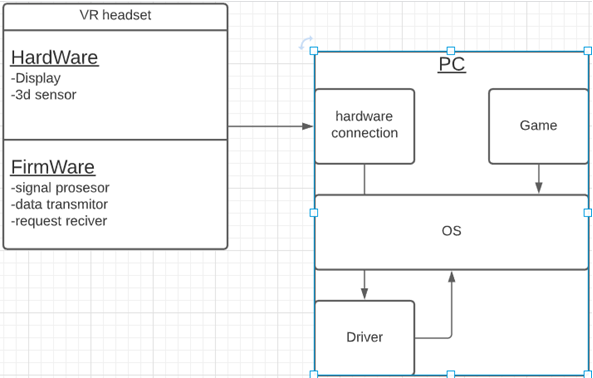 VR headset
HardWare
-Display
-3d sensor
FirmWare
-signal prosesor
-data transmitor
-request reciver
PC
hardware
connection
Game
OS
Driver